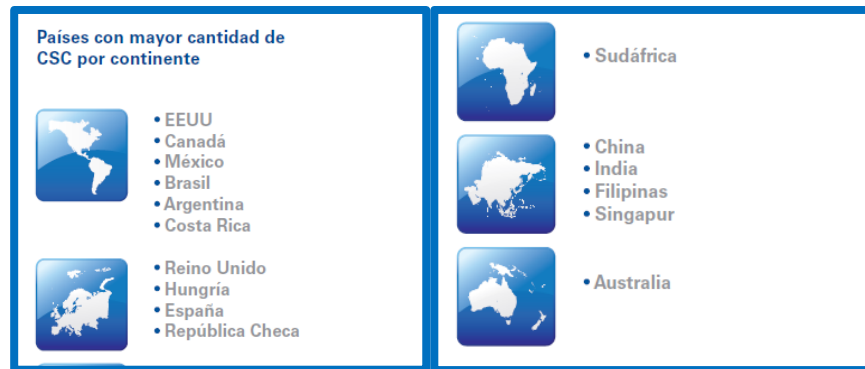 Países con mayor cantidad de
CSC por continente
• EEUU
• Canadá
• México
• Brasil
• Argentina
• Costa Rica
• Reino Unido
• Hungría
• España
• República Checa
• Sudáfrica
• China
• India
• Filipinas
• Singapur
• Australia